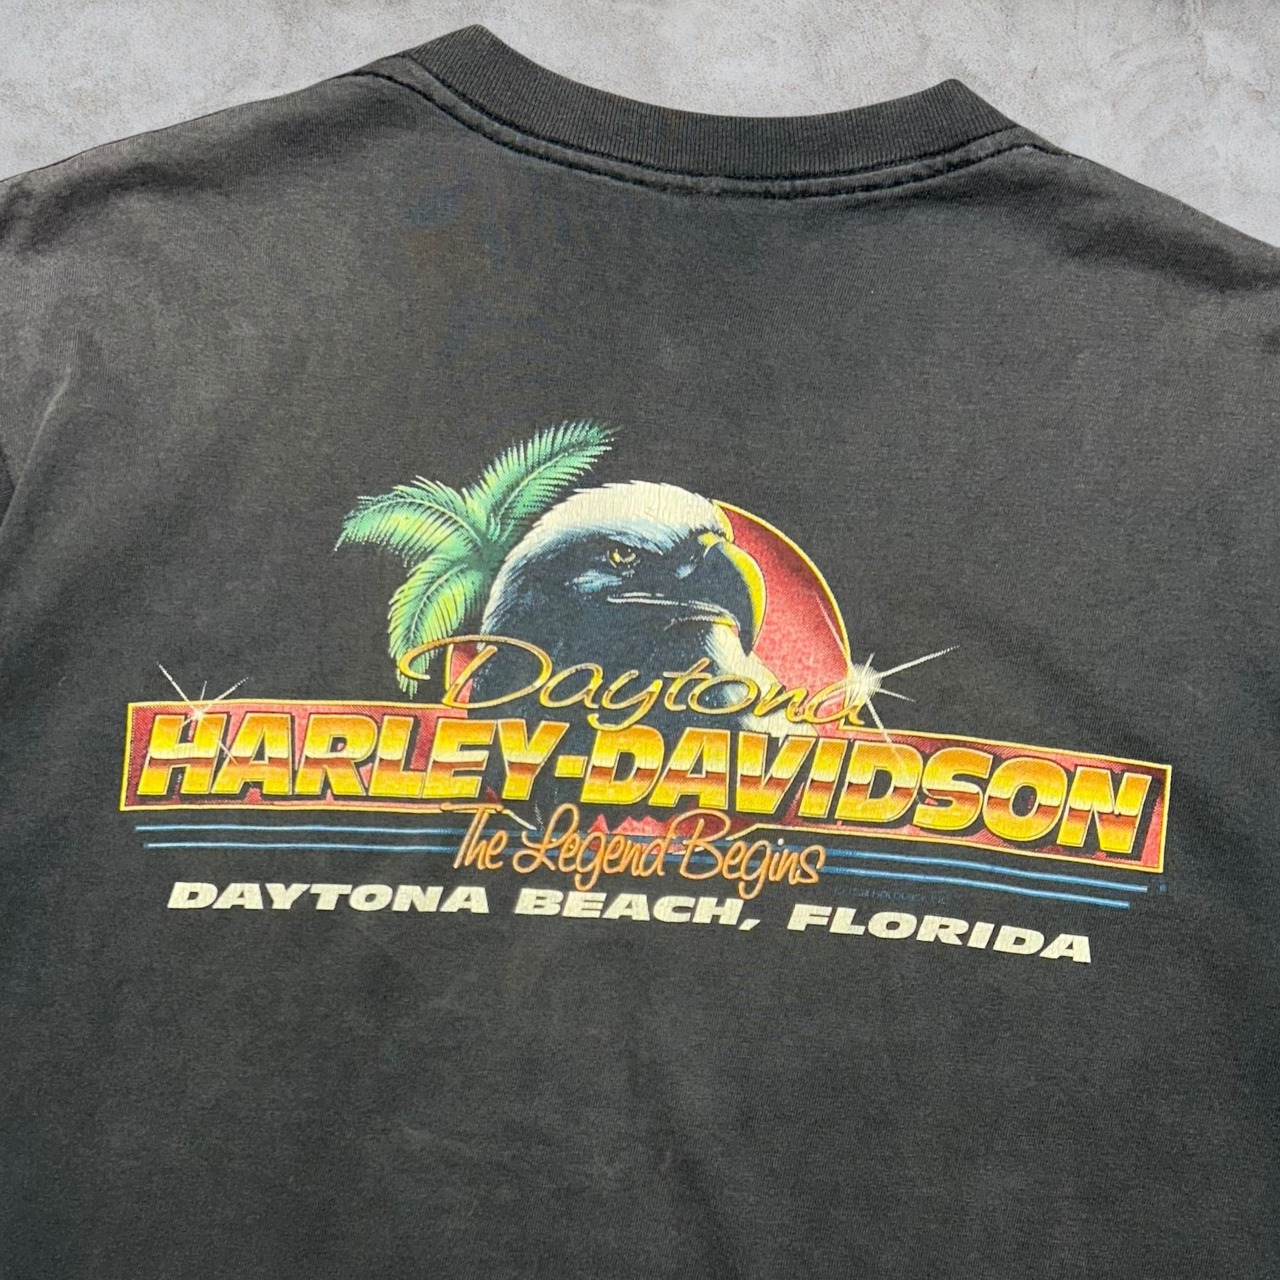 Daytona
HARLEY-DAVIDSON
The Legend Begins
DAYTONA BEACH, FLORIDA